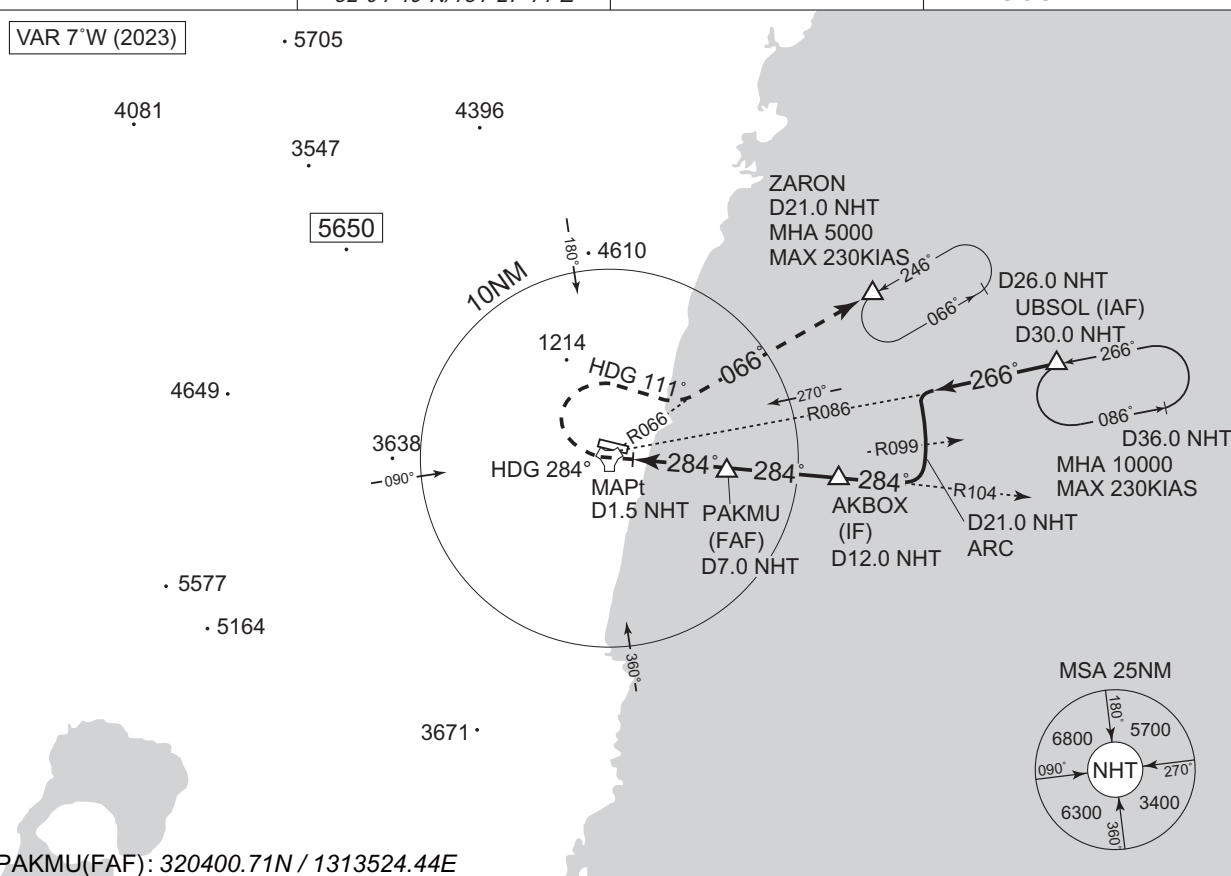 VAR 7˚W (2023)
5705
4081
4396
3547
5650
4610
180˚
10NM
ZARON
D21.0 NHT
MHA 5000
MAX 230KIAS
246˚
066˚
D26.0 NHT
UBSOL (IAF)
D30.0 NHT
266˚
086˚
D36.0 NHT
MHA 10000
MAX 230KIAS
1214
HDG 111˚
066˚
266˚
270˚
R086
R066
R099
4649
3638
090˚
HDG 284˚
284˚
284˚
284˚
R104
MAPt
D1.5 NHT
PAKMU
(FAF)
D7.0 NHT
AKBOX
(IF)
D12.0 NHT
D21.0 NHT
ARC
5577
5164
360˚
3671
MSA 25NM
180˚
6800
5700
090˚
NHT
270˚
6300
3400
360˚
PAKMU(FAF): 320400.71N / 1313524.44E